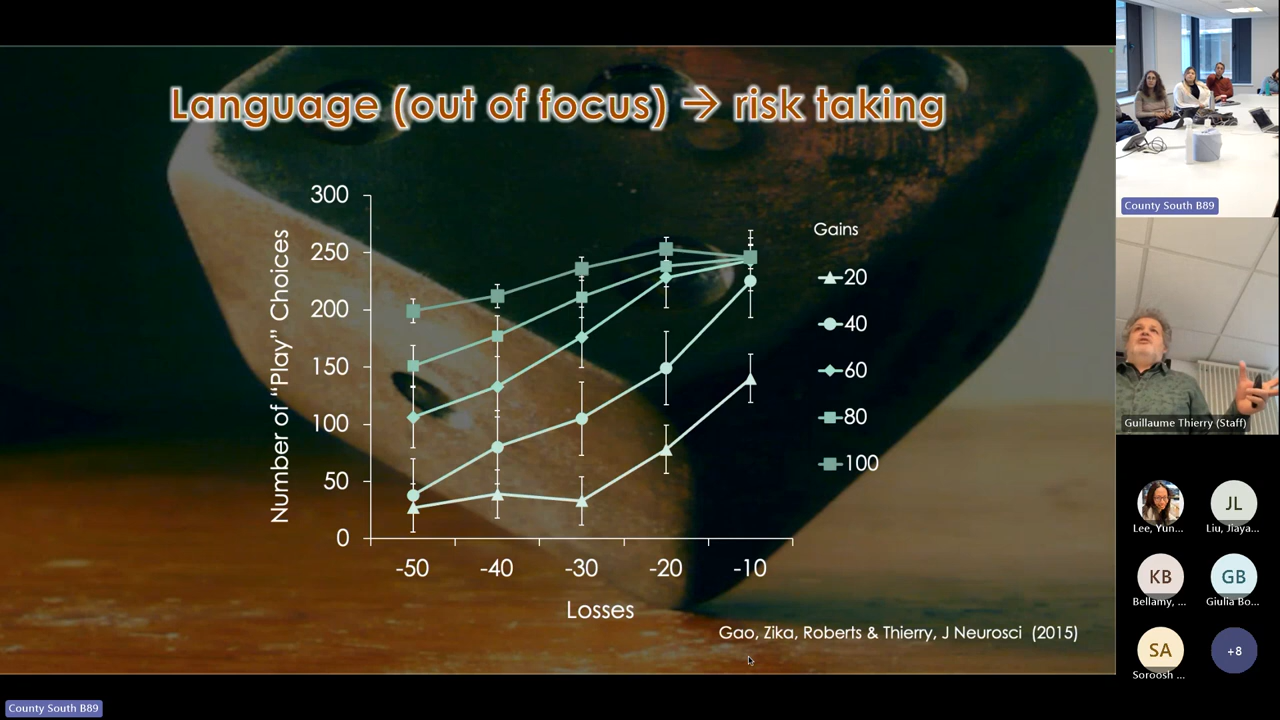 Language (out of focus) → risk taking
300
250
200
150
100
50
0
Number of “Play” Choices
-50 -40 -30 -20 -10
Losses
Gains
20
40
60
80
100
Gao, Zika, Roberts & Thierry, J Neurosci (2015)
County South B89
County South B89
Guillaume Thierry (Staff)
Lee, Yun...
JL
Liu, Jiaya...
KB
Bellamy, ...
GB
Giulia Bo...
SA
Soroosh ...
+8